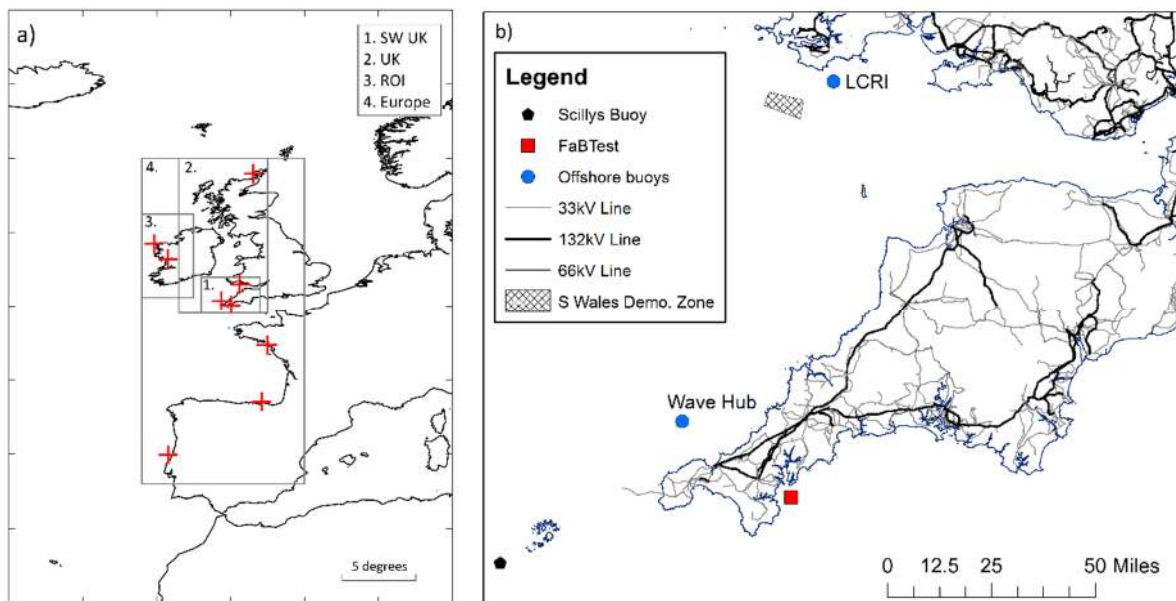 a)
1. SW UK
2. UK
3. ROI
4. Europe
4.
2.
3.
1.
5 degrees
b)
Legend
Scillys Buoy
FaBTest
Offshore buoys
33kV Line
132kV Line
66kV Line
S Wales Demo. Zone
LCRI
Wave Hub
0 12.5 25 50 Miles